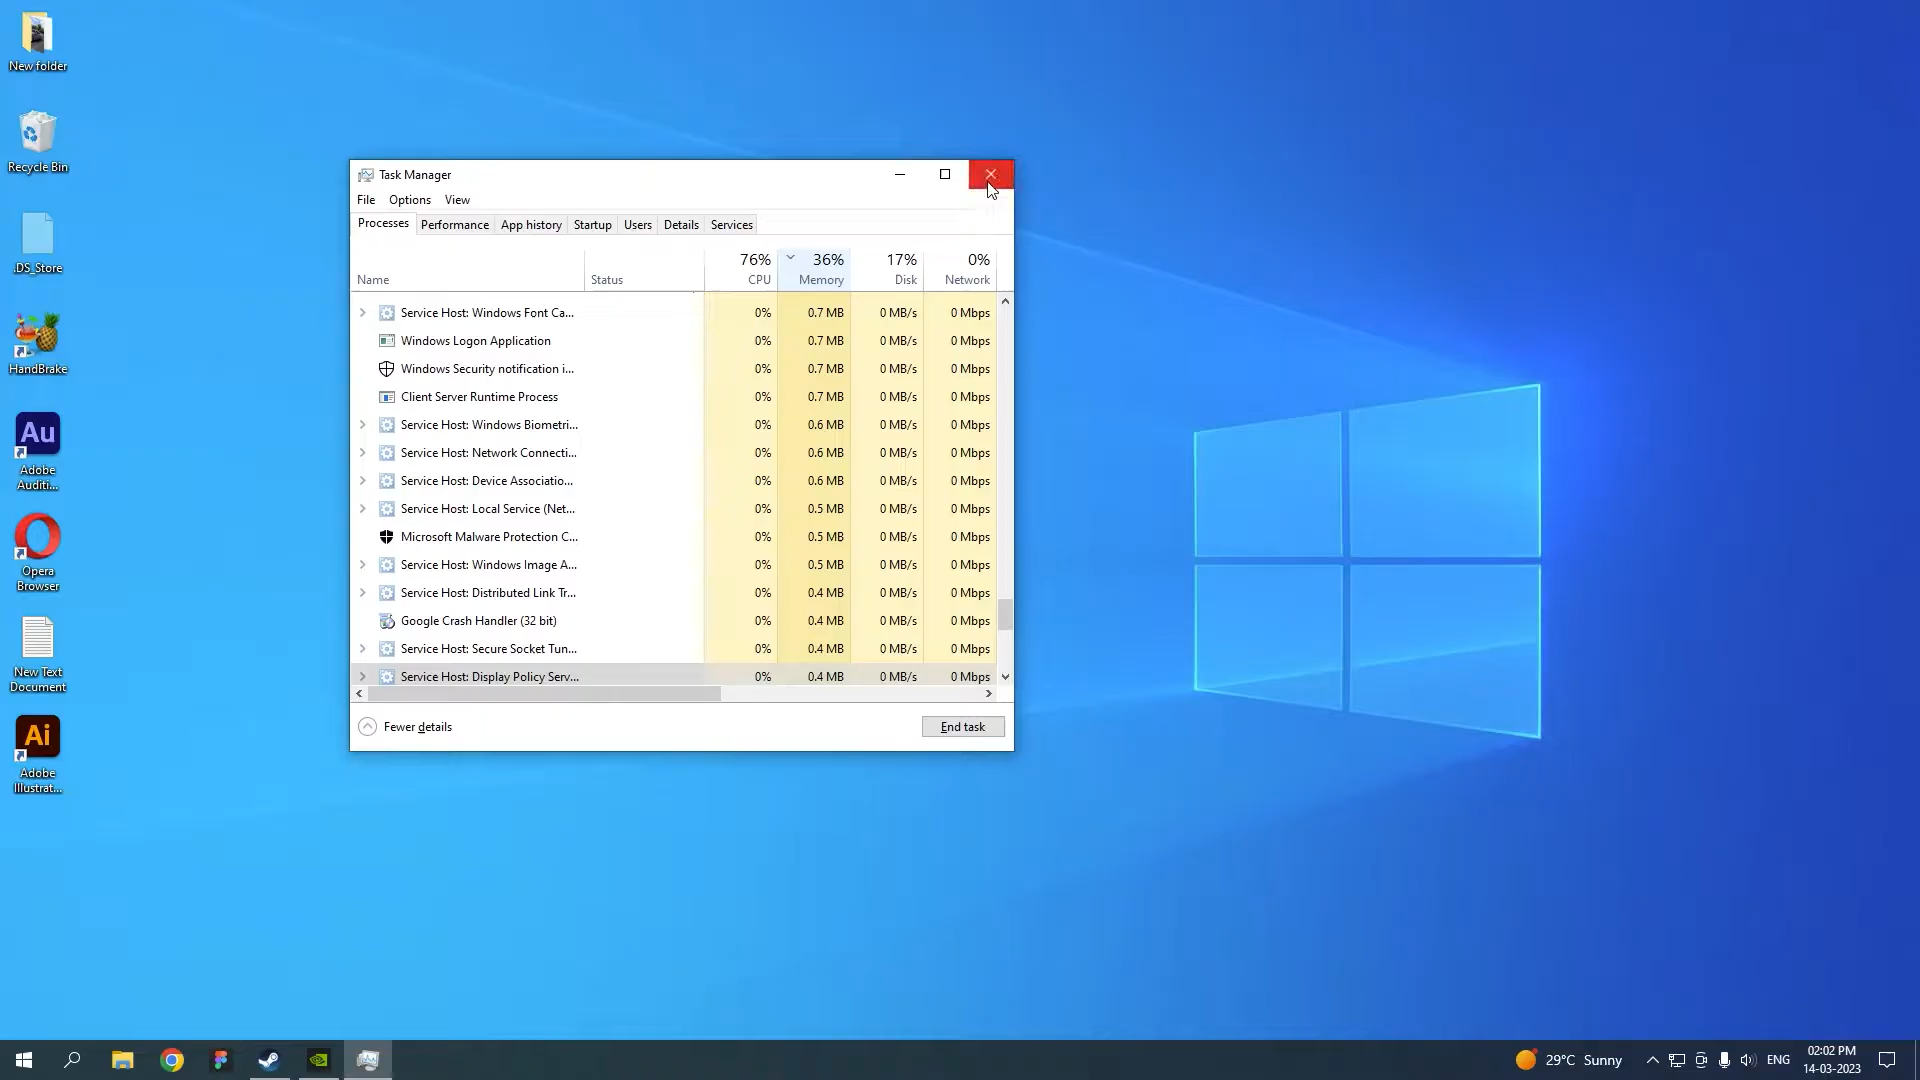 New folder
Recycle Bin
.DS_Store
HandBrake
Au
Adobe
Auditi...
Opera
Browser
New Text
Document
Ai
Adobe
Illustrat...
Task Manager
File Options View
Processes Performance App history Startup Users Details Services
76% 36% 17% 0%
Name Status CPU Memory Disk Network
Service Host: Windows Font Ca... 0% 0.7 MB 0 MB/s 0 Mbps
Windows Logon Application 0% 0.7 MB 0 MB/s 0 Mbps
Windows Security notification i... 0% 0.7 MB 0 MB/s 0 Mbps
Client Server Runtime Process 0% 0.7 MB 0 MB/s 0 Mbps
Service Host: Windows Biometri... 0% 0.6 MB 0 MB/s 0 Mbps
Service Host: Network Connecti... 0% 0.6 MB 0 MB/s 0 Mbps
Service Host: Device Associatio... 0% 0.6 MB 0 MB/s 0 Mbps
Service Host: Local Service (Net... 0% 0.5 MB 0 MB/s 0 Mbps
Microsoft Malware Protection C... 0% 0.5 MB 0 MB/s 0 Mbps
Service Host: Windows Image A... 0% 0.5 MB 0 MB/s 0 Mbps
Service Host: Distributed Link Tr... 0% 0.4 MB 0 MB/s 0 Mbps
Google Crash Handler (32 bit) 0% 0.4 MB 0 MB/s 0 Mbps
Service Host: Secure Socket Tun... 0% 0.4 MB 0 MB/s 0 Mbps
Service Host: Display Policy Serv... 0% 0.4 MB 0 MB/s 0 Mbps
Fewer details End task
29°C Sunny ENG 02:02 PM
14-03-2023